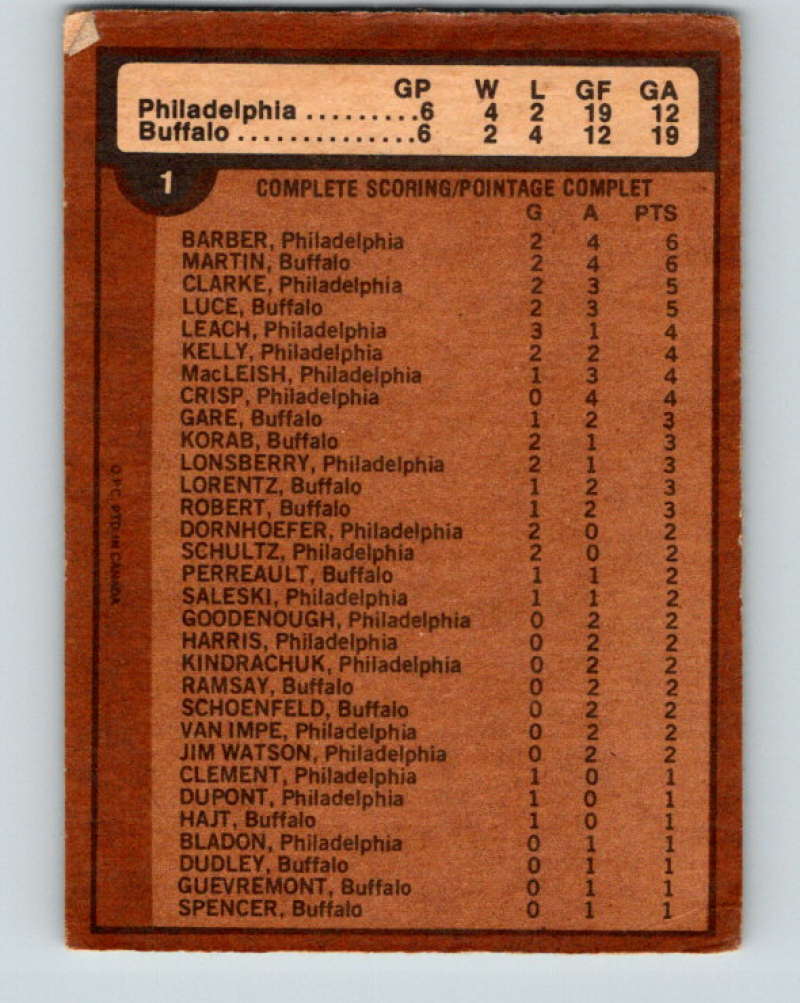 GP W L GF GA
Philadelphia .........6 4 2 19 12
Buffalo ...............6 2 4 12 19
1
COMPLETE SCORING/POINTAGE COMPLET
G A PTS
BARBER, Philadelphia 2 4 6
MARTIN, Buffalo 2 4 6
CLARKE, Philadelphia 2 3 5
LUCE, Buffalo 2 3 5
LEACH, Philadelphia 3 1 4
KELLY, Philadelphia 2 2 4
MacLEISH, Philadelphia 1 3 4
CRISP, Philadelphia 0 4 4
GARE, Buffalo 1 2 3
KORAB, Buffalo 2 1 3
LONSBERRY, Philadelphia 2 1 3
LORENTZ, Buffalo 1 2 3
ROBERT, Buffalo 1 2 3
DORNHOEFER, Philadelphia 2 0 2
SCHULTZ, Philadelphia 2 0 2
PERREAULT, Buffalo 1 1 2
SALESKI, Philadelphia 1 1 2
GOODENOUGH, Philadelphia 0 2 2
HARRIS, Philadelphia 0 2 2
KINDRACHUK, Philadelphia 0 2 2
RAMSAY, Buffalo 0 2 2
SCHOENFELD, Buffalo 0 2 2
VAN IMPE, Philadelphia 0 2 2
JIM WATSON, Philadelphia 0 2 2
CLEMENT, Philadelphia 1 0 1
DUPONT, Philadelphia 1 0 1
HAJT, Buffalo 1 0 1
BLADON, Philadelphia 0 1 1
DUDLEY, Buffalo 0 1 1
GUEVREMONT, Buffalo 0 1 1
SPENCER, Buffalo 0 1 1
O.P.C. PTD IN CANADA